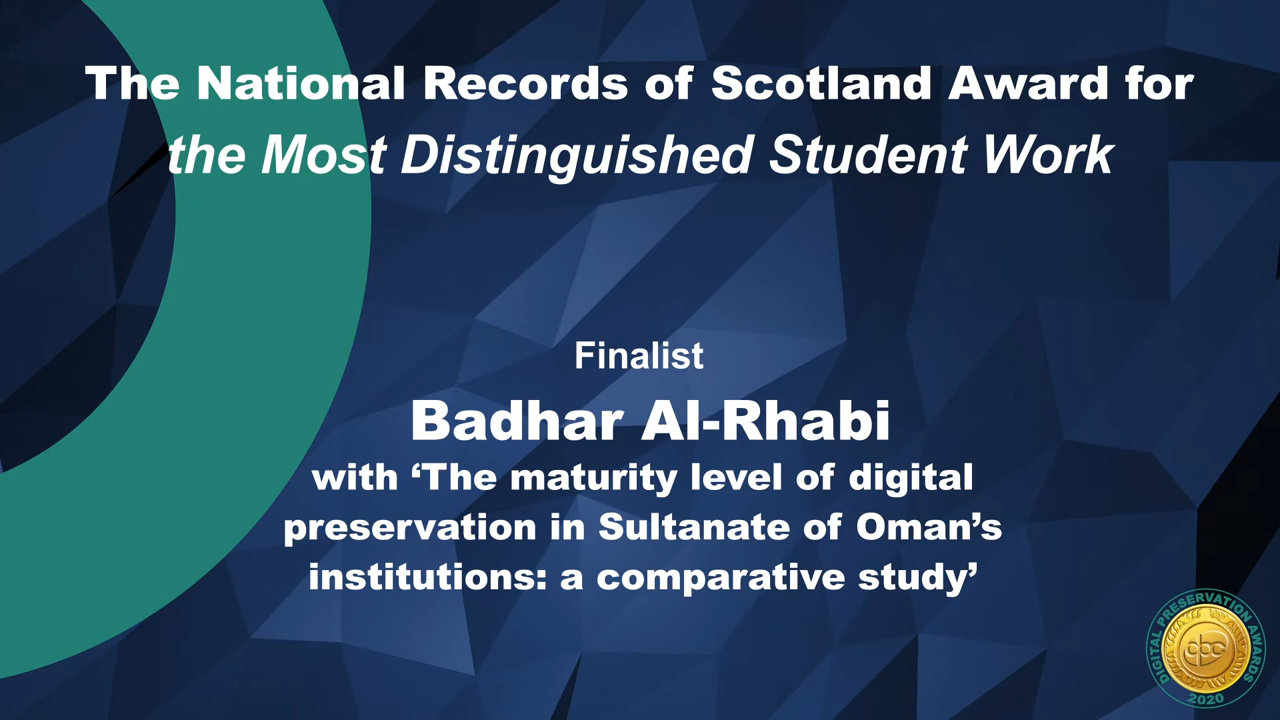 The National Records of Scotland Award for
the Most Distinguished Student Work
Finalist
Badhar Al-Rhabi
with ‘The maturity level of digital
preservation in Sultanate of Oman’s
institutions: a comparative study’
DIGITAL PRESERVATION AWARDS
dpc
2020